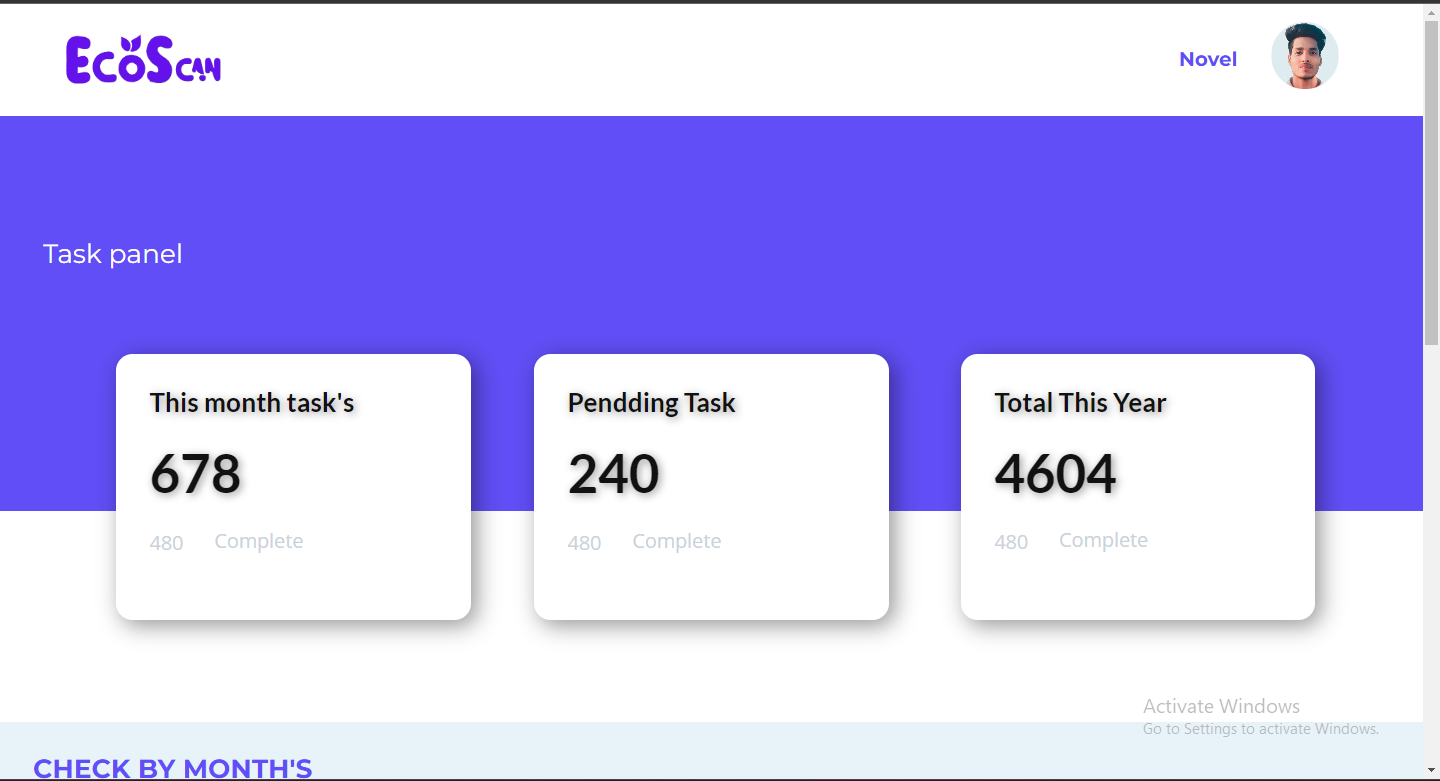 EcoScan
Novel
Task panel
This month task's
678
480 Complete
Pendding Task
240
480 Complete
Total This Year
4604
480 Complete
Activate Windows
Go to Settings to activate Windows.
CHECK BY MONTH'S